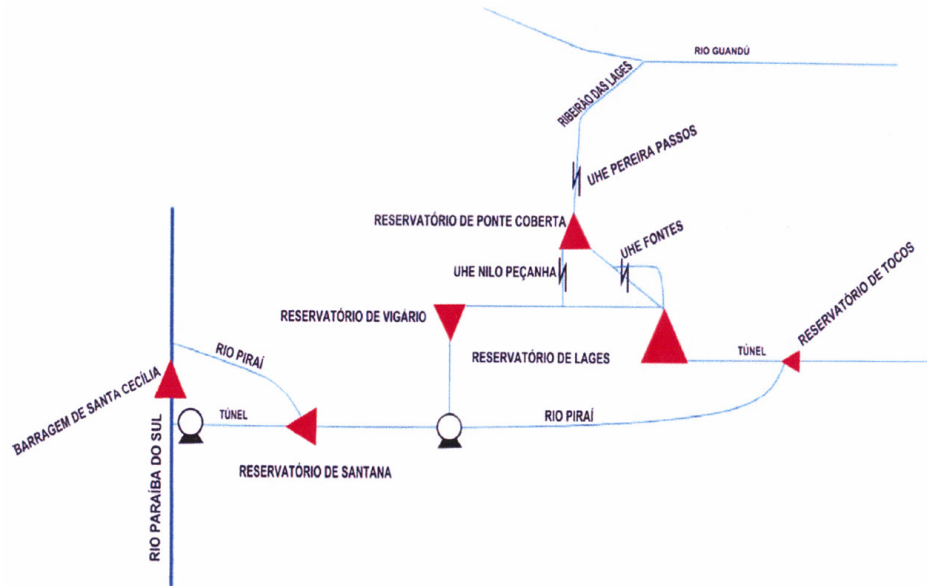 RIO GUANDÚ
RIBEIRÃO DAS LAGES
UHE PEREIRA PASSOS
RESERVATÓRIO DE PONTE COBERTA
UHE FONTES
UHE NILO PEÇANHA
RESERVATÓRIO DE TOCOS
RESERVATÓRIO DE VIGÁRIO
RIO PIRAÍ
RESERVATÓRIO DE LAGES
TÚNEL
BARRAGEM DE SANTA CECÍLIA
TÚNEL
RIO PIRAÍ
RESERVATÓRIO DE SANTANA
RIO PARAÍBA DO SUL